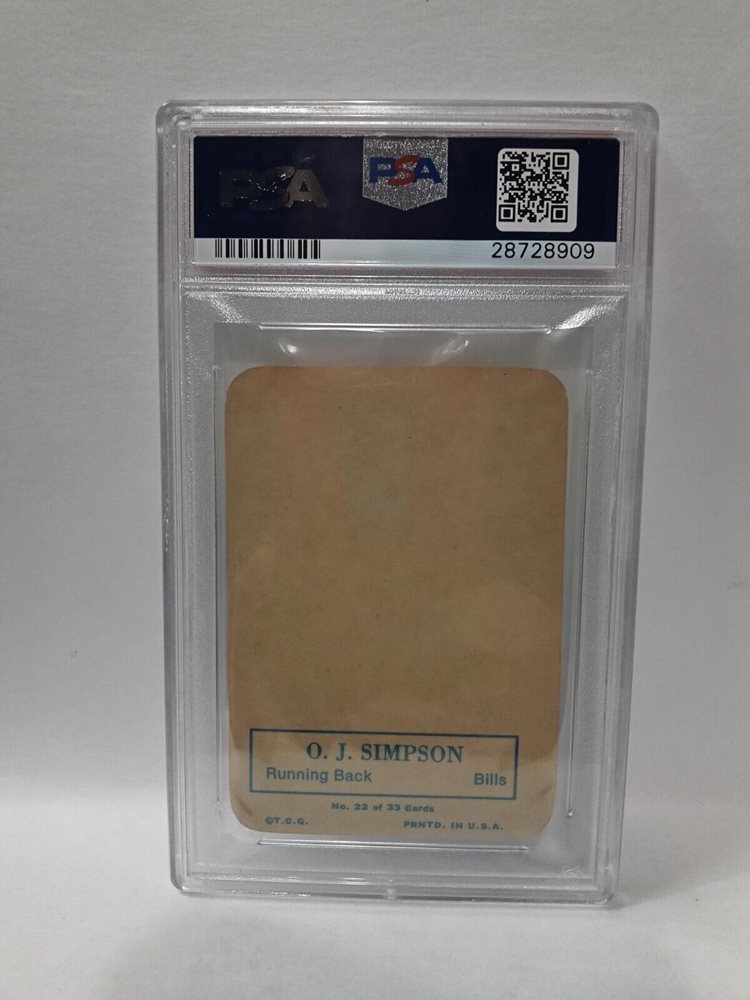 PSA PSA
28728909
O. J. SIMPSON
Running Back Bills
No. 22 of 33 Cards
©T.C.G. PRNTD. IN U.S.A.